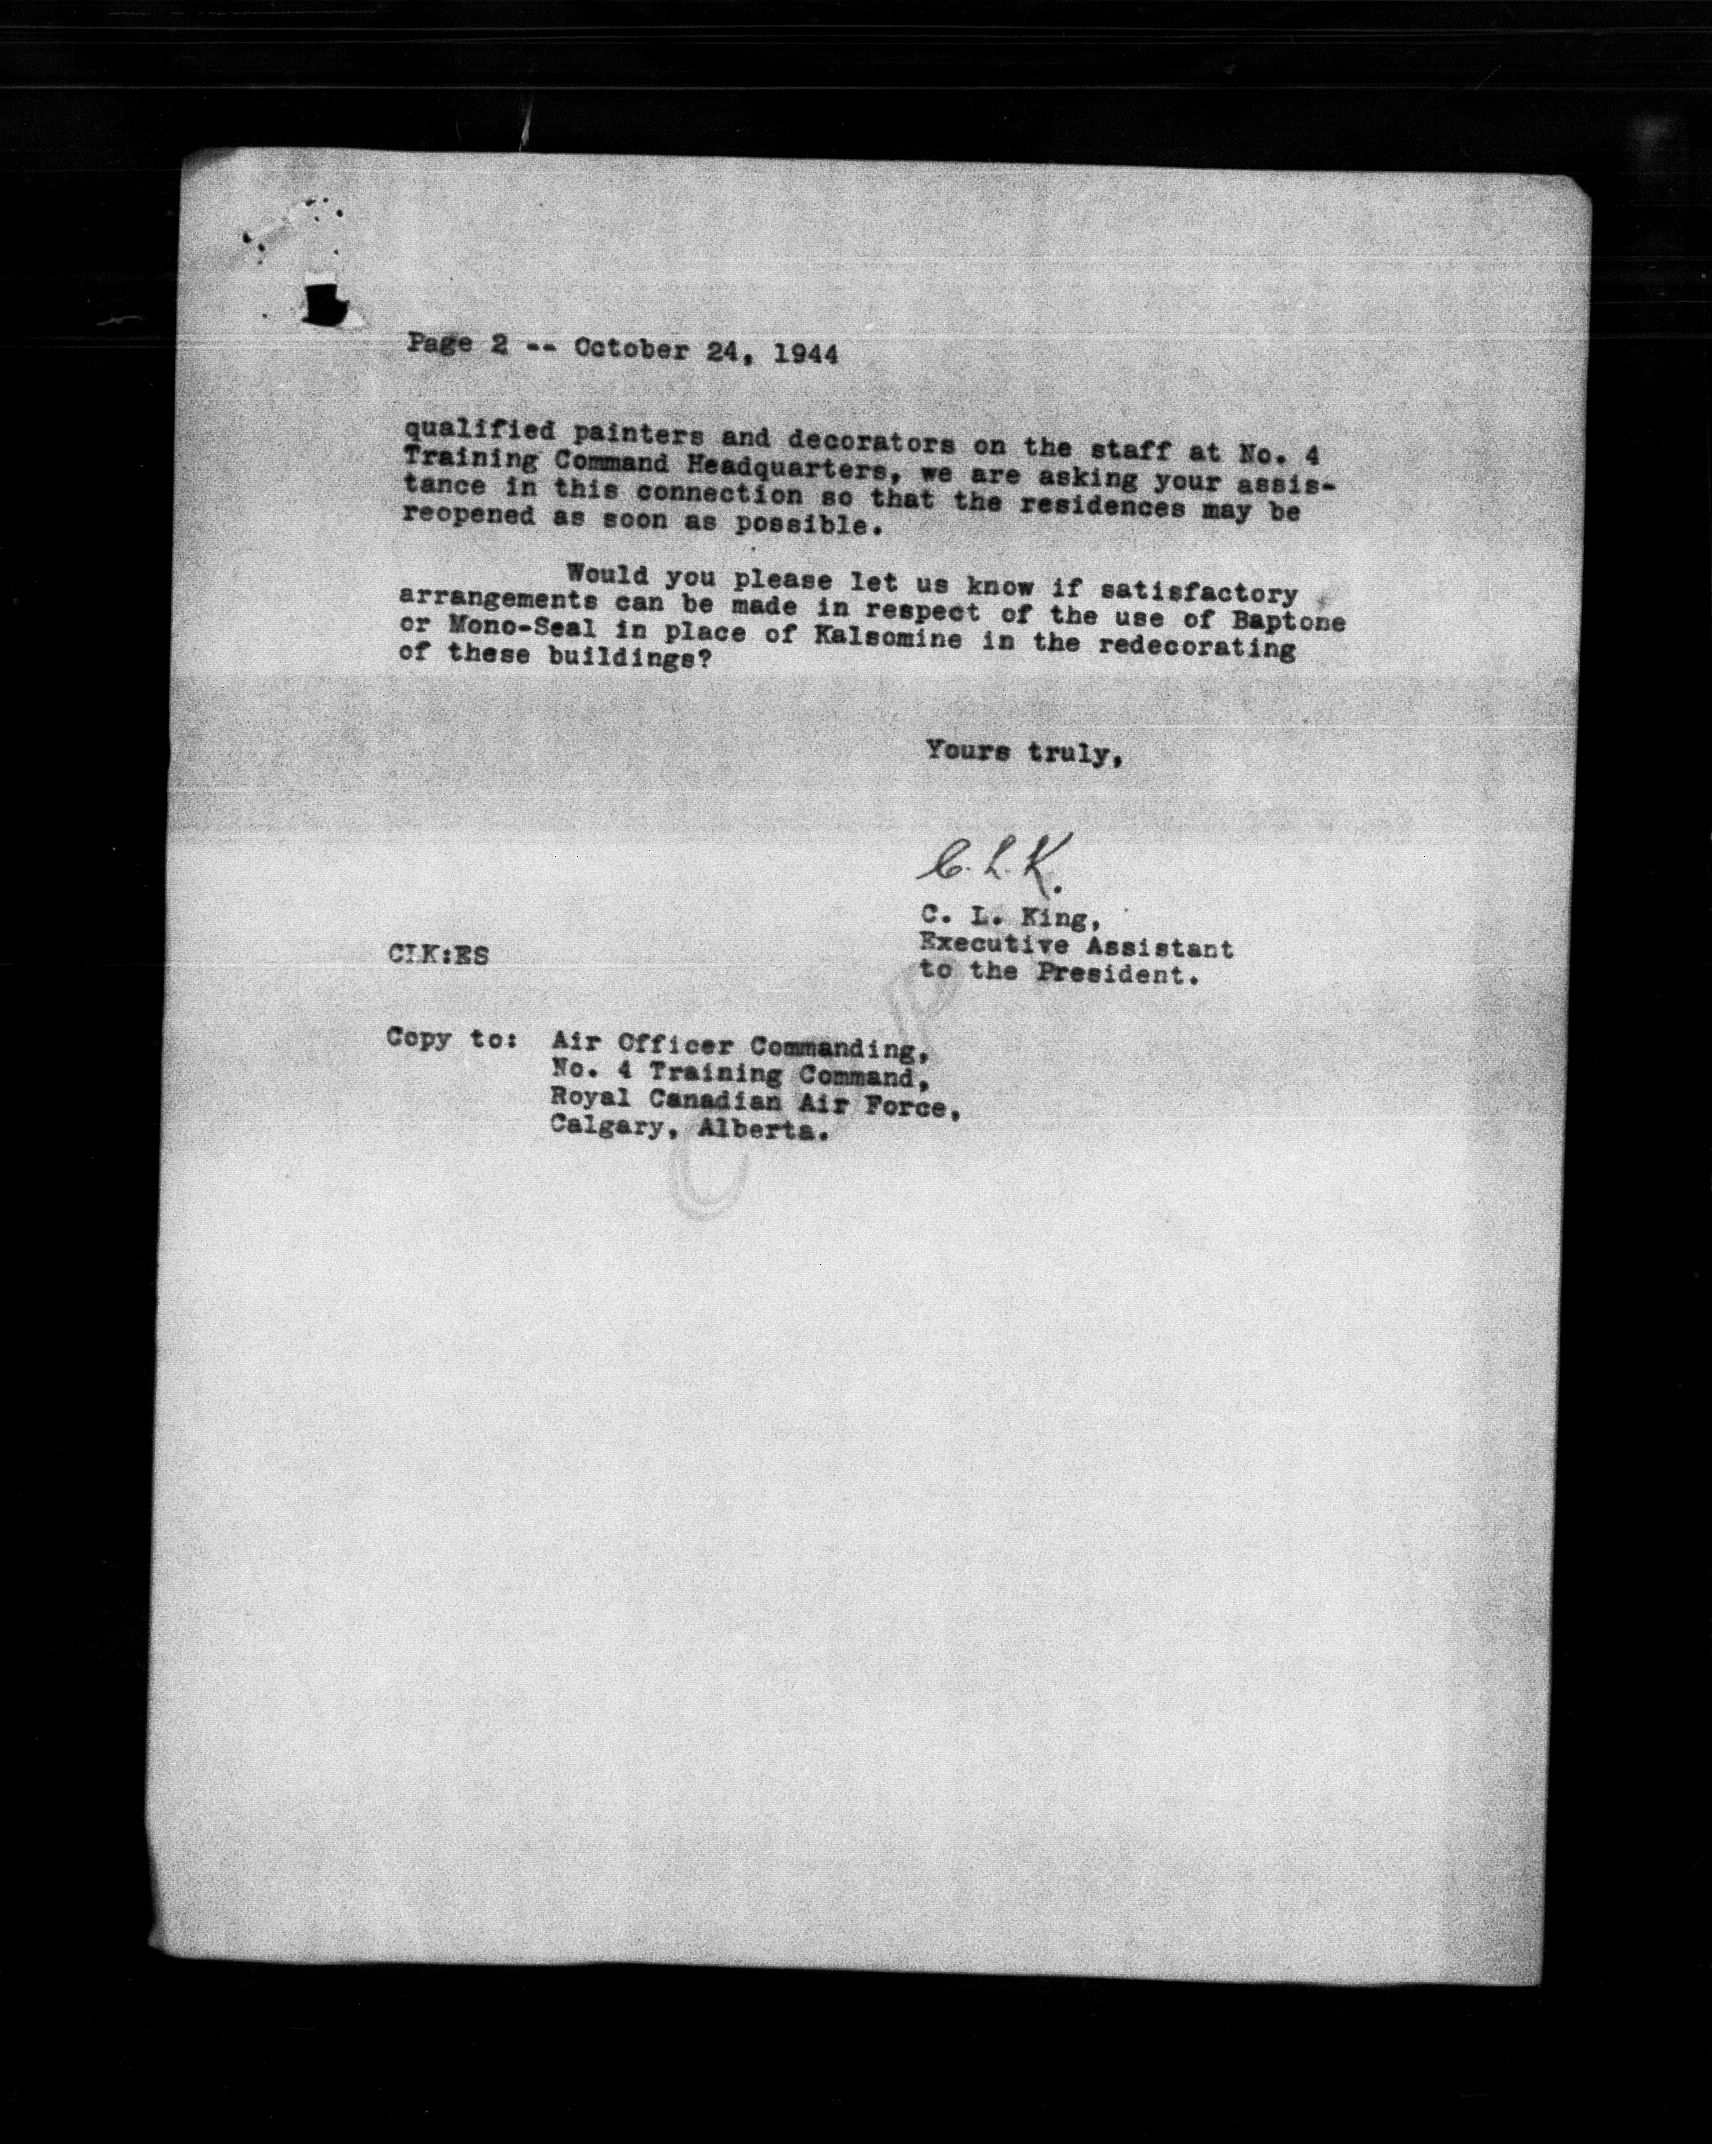 Page 2 -- October 24, 1944
qualified painters and decorators on the staff at No. 4
Training Command Headquarters, we are asking your assis-
tance in this connection so that the residences may be
reopened as soon as possible.
Would you please let us know if satisfactory
arrangements can be made in respect of the use of Baptone
or Mono-Seal in place of Kalsomine in the redecorating
of these buildings?
Yours truly,
C. L. K.
C. L. King,
Executive Assistant
to the President.
CLK:ES
Copy to: Air Officer Commanding,
No. 4 Training Command,
Royal Canadian Air Force,
Calgary, Alberta.